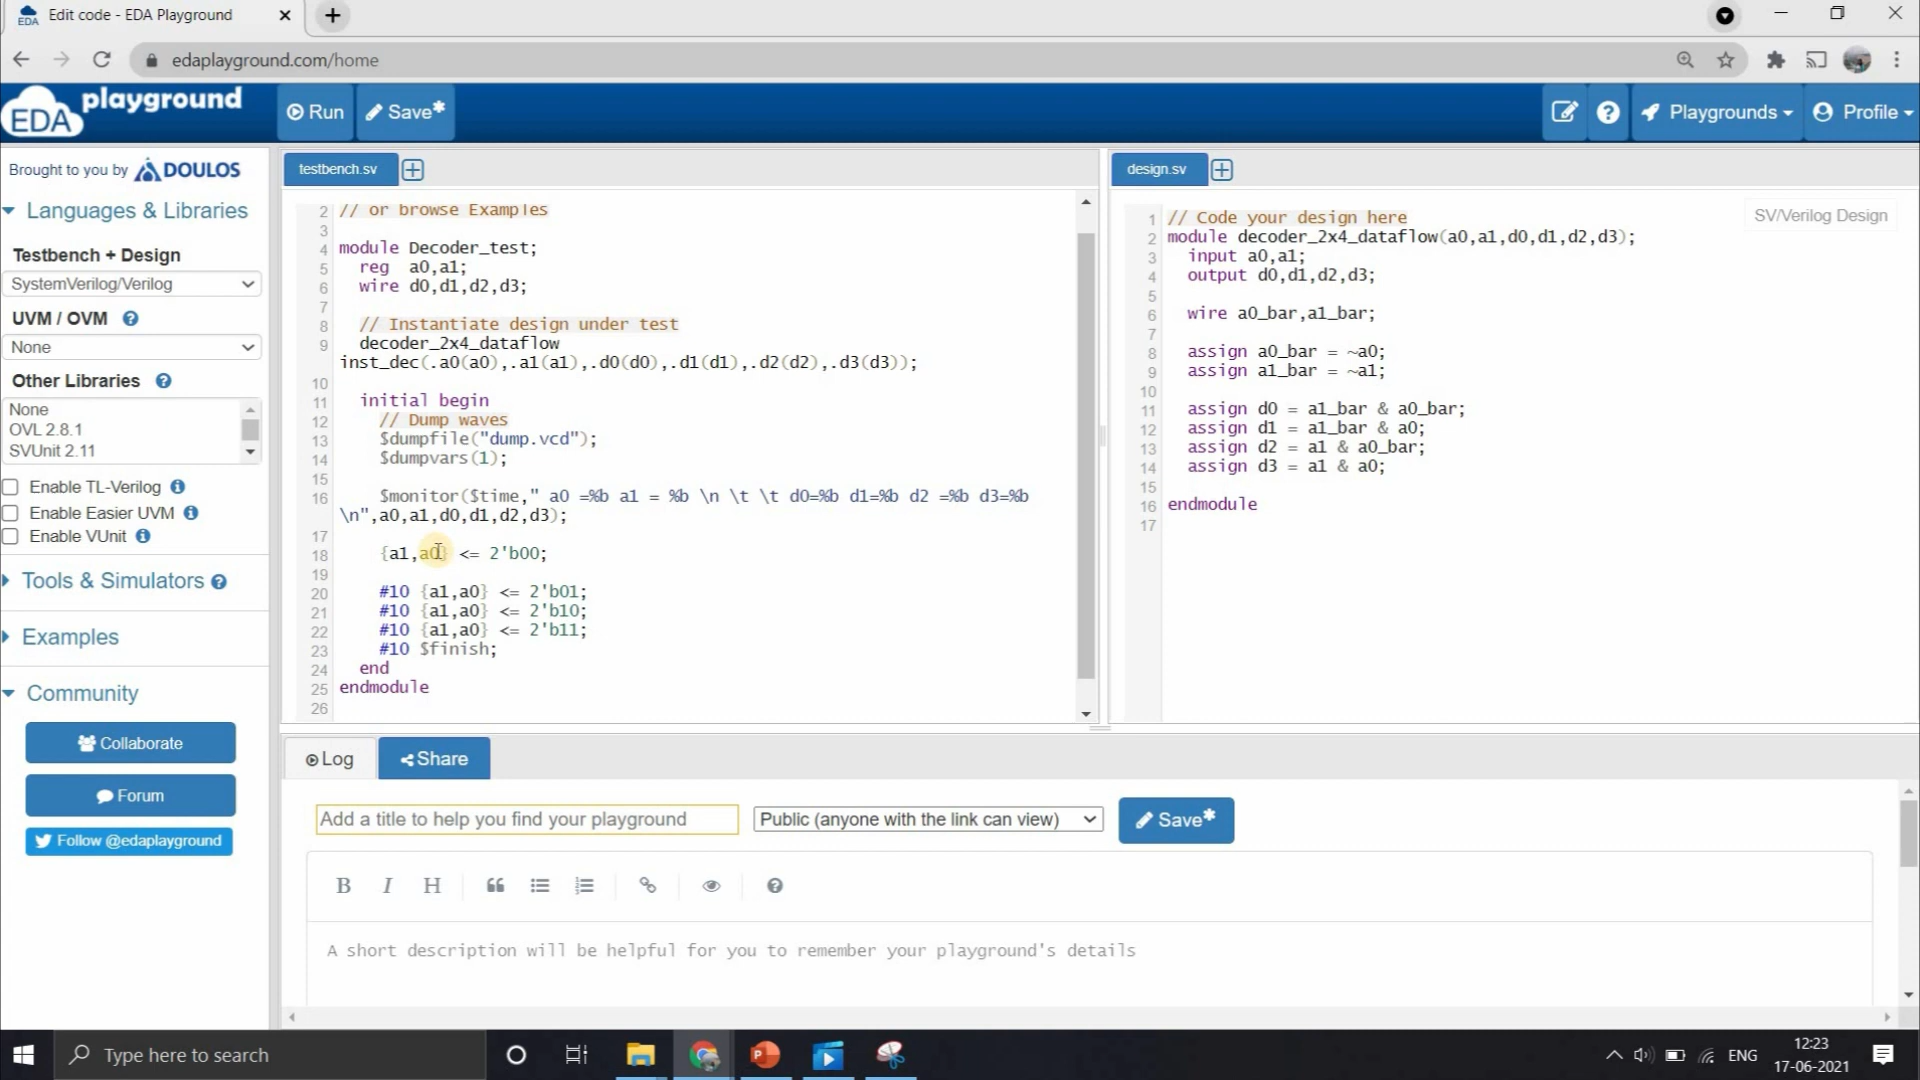 Edit code - EDA Playground
edaplayground.com/home
EDA playground
Run
Save*
Playgrounds
Profile
Brought to you by DOULOS
Languages & Libraries
Testbench + Design
SystemVerilog/Verilog
UVM / OVM
None
Other Libraries
None
OVL 2.8.1
SVUnit 2.11
Enable TL-Verilog
Enable Easier UVM
Enable VUnit
Tools & Simulators
Examples
Community
Collaborate
Forum
Follow @edaplayground
testbench.sv
2 // or browse Examples
3
4 module Decoder_test;
5 reg  a0,a1;
6 wire d0,d1,d2,d3;
7
8 // Instantiate design under test
9 decoder_2x4_dataflow
inst_dec(.a0(a0),.a1(a1),.d0(d0),.d1(d1),.d2(d2),.d3(d3));
10
11 initial begin
12 // Dump waves
13 $dumpfile("dump.vcd");
14 $dumpvars(1);
15
16 $monitor($time," a0 =%b a1 = %b \n \t \t d0=%b d1=%b d2 =%b d3=%b
\n",a0,a1,d0,d1,d2,d3);
17
18 {a1,a0} <= 2'b00;
19
20 #10 {a1,a0} <= 2'b01;
21 #10 {a1,a0} <= 2'b10;
22 #10 {a1,a0} <= 2'b11;
23 #10 $finish;
24 end
25 endmodule
26
design.sv
SV/Verilog Design
1 // Code your design here
2 module decoder_2x4_dataflow(a0,a1,d0,d1,d2,d3);
3 input a0,a1;
4 output d0,d1,d2,d3;
5
6 wire a0_bar,a1_bar;
7
8 assign a0_bar = ~a0;
9 assign a1_bar = ~a1;
10
11 assign d0 = a1_bar & a0_bar;
12 assign d1 = a1_bar & a0;
13 assign d2 = a1 & a0_bar;
14 assign d3 = a1 & a0;
15
16 endmodule
17
Log
Share
Add a title to help you find your playground
Public (anyone with the link can view)
Save*
B I H
A short description will be helpful for you to remember your playground's details
Type here to search
ENG
12:23
17-06-2021